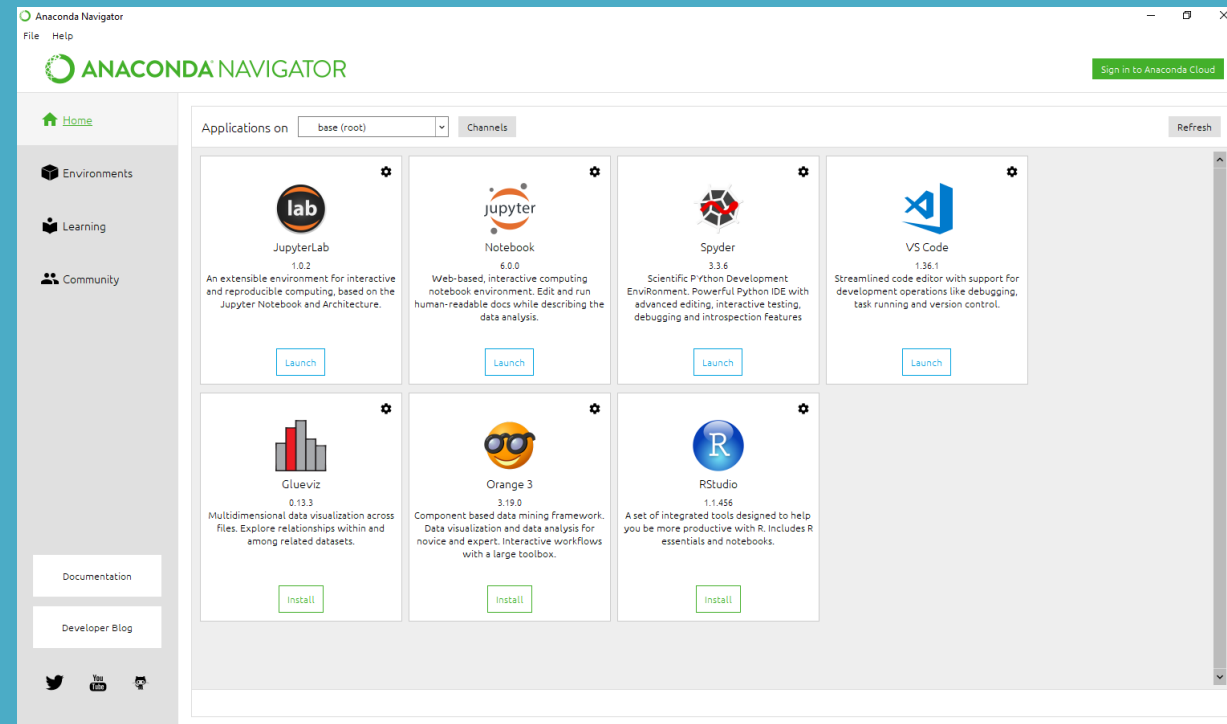 Anaconda Navigator
File Help
ANACONDA NAVIGATOR
Sign in to Anaconda Cloud
Home
Environments
Learning
Community
Documentation
Developer Blog
You
Tube
Applications on base (root) Channels Refresh
lab
JupyterLab
1.0.2
An extensible environment for interactive
and reproducible computing, based on the
Jupyter Notebook and Architecture.
Launch
jupyter
Notebook
6.0.0
Web-based, interactive computing
notebook environment. Edit and run
human-readable docs while describing the
data analysis.
Launch
Spyder
3.3.6
Scientific PYthon Development
EnviRonment. Powerful Python IDE with
advanced editing, interactive testing,
debugging and introspection features
Launch
VS Code
1.36.1
Streamlined code editor with support for
development operations like debugging,
task running and version control.
Launch
Glueviz
0.13.3
Multidimensional data visualization across
files. Explore relationships within and
among related datasets.
Install
Orange 3
3.19.0
Component based data mining framework.
Data visualization and data analysis for
novice and expert. Interactive workflows
with a large toolbox.
Install
R
RStudio
1.1.456
A set of integrated tools designed to help
you be more productive with R. Includes R
essentials and notebooks.
Install